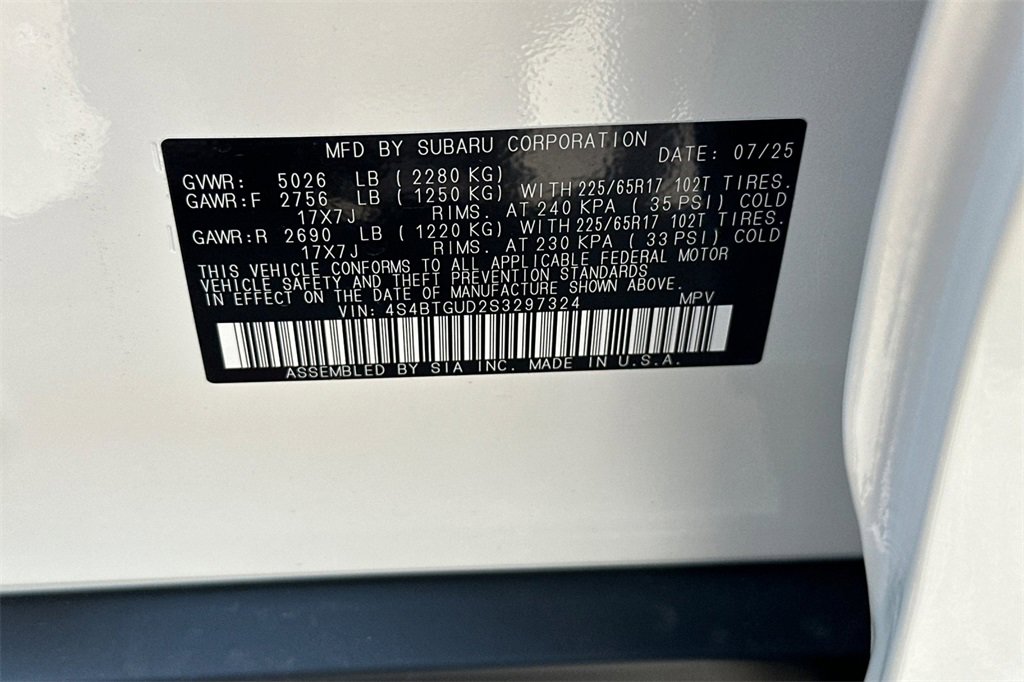 MFD BY SUBARU CORPORATION DATE: 07/25
GVWR: 5026 LB ( 2280 KG)
GAWR:F 2756 LB ( 1250 KG) WITH 225/65R17 102T TIRES.
17X7J RIMS. AT 240 KPA ( 35 PSI) COLD
GAWR:R 2690 LB ( 1220 KG) WITH 225/65R17 102T TIRES.
17X7J RIMS. AT 230 KPA ( 33 PSI) COLD
THIS VEHICLE CONFORMS TO ALL APPLICABLE FEDERAL MOTOR
VEHICLE SAFETY AND THEFT PREVENTION STANDARDS
IN EFFECT ON THE DATE OF MANUFACTURE SHOWN ABOVE.
VIN: 4S4BTGUD2S3297324 MPV
ASSEMBLED BY SIA INC. MADE IN U.S.A.